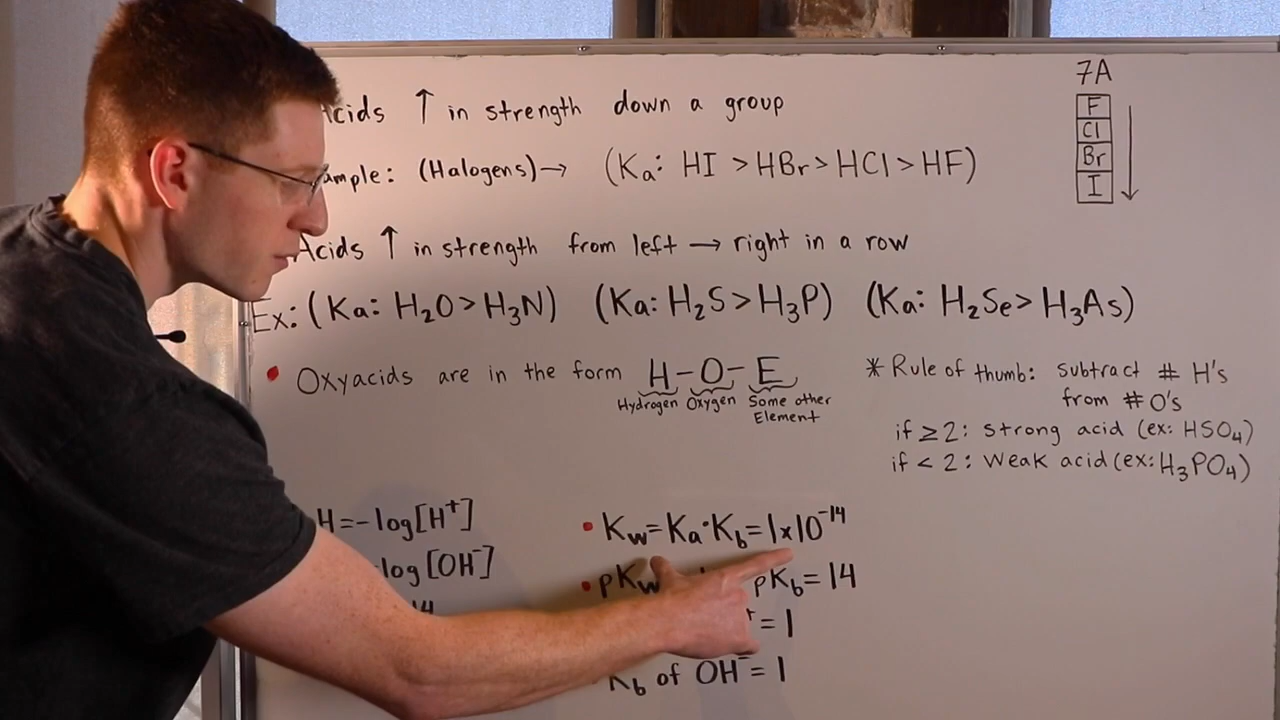 7A
F
Cl
Br
I
cids ↑ in strength down a group
mple: (Halogens)→ (Ka: HI > HBr > HCl > HF)
Acids ↑ in strength from left → right in a row
Ex: (Ka: H₂O > H₃N) (Ka: H₂S > H₃P) (Ka: H₂Se > H₃As)
• Oxyacids are in the form H-O-E
Hydrogen Oxygen Some other
Element
* Rule of thumb: subtract # H's
from # O's
if ≥ 2: strong acid (ex: HSO₄)
if < 2: weak acid (ex: H₃PO₄)
H = -log[H⁺]
log[OH⁻]
14
• Kw = Ka·Kb = 1x10⁻¹⁴
• pKw pKb = 14
⁺ = 1
Kb of OH⁻ = 1